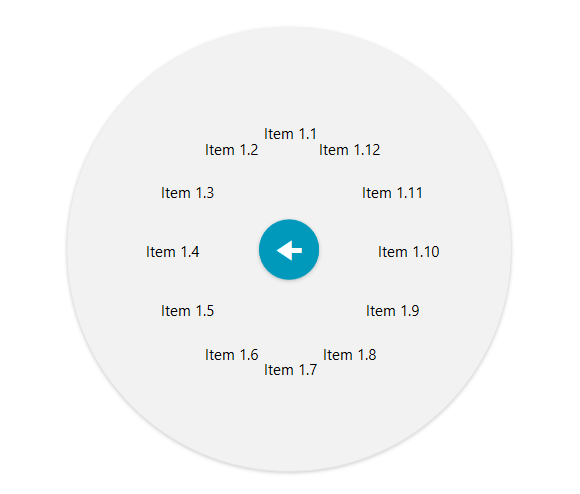 Item 1.1
Item 1.2
Item 1.12
Item 1.3
Item 1.11
Item 1.4
Item 1.10
Item 1.5
Item 1.9
Item 1.6
Item 1.8
Item 1.7